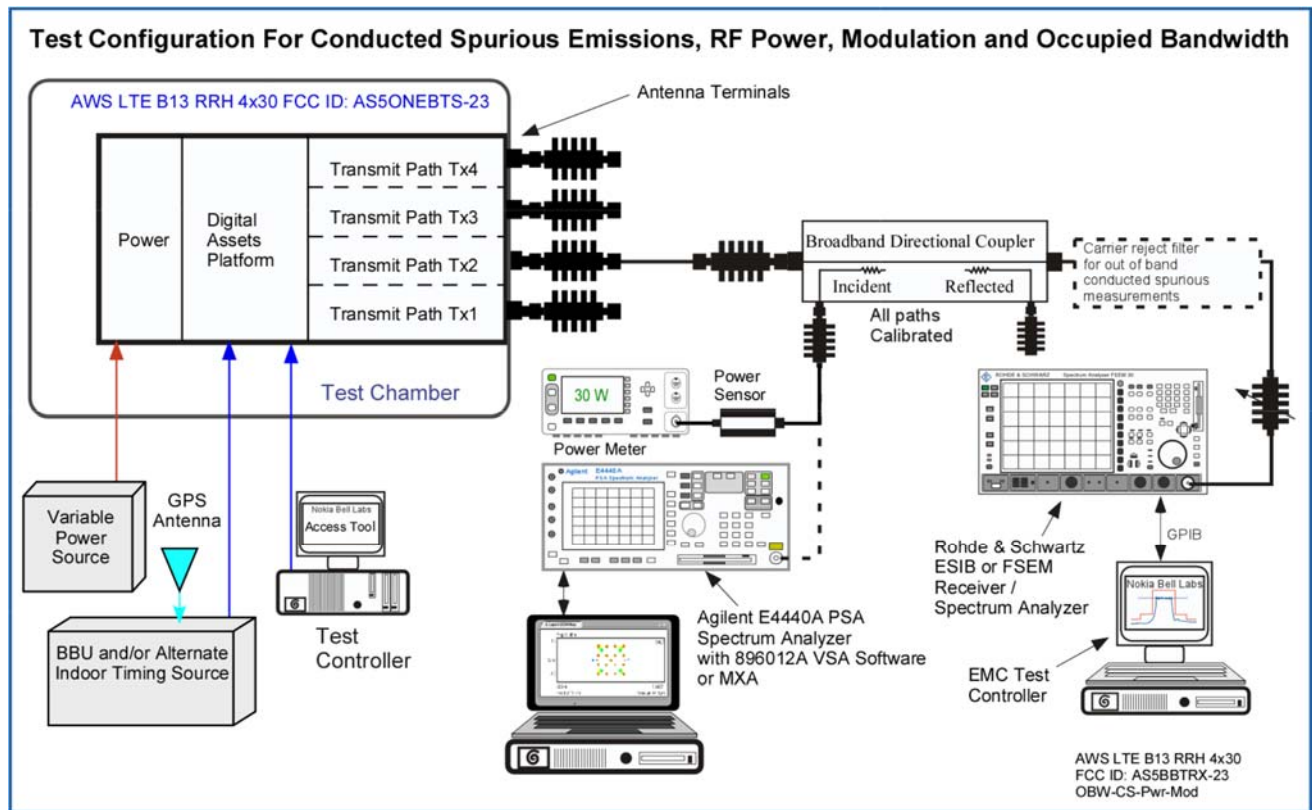 Test Configuration For Conducted Spurious Emissions, RF Power, Modulation and Occupied Bandwidth
AWS LTE B13 RRH 4x30 FCC ID: AS5ONEBTS-23
Antenna Terminals
Power
Digital
Assets
Platform
Transmit Path Tx4
Transmit Path Tx3
Transmit Path Tx2
Transmit Path Tx1
Test Chamber
Broadband Directional Coupler
Incident
Reflected
All paths
Calibrated
Carrier reject filter
for out of band
conducted spurious
measurements
30 W
Power
Sensor
Power Meter
Agilent E4440A
PSA Spectrum Analyzer
ROHDE & SCHWARZ Spectrum Analyzer FSEM 30
Variable
Power
Source
GPS
Antenna
BBU and/or Alternate
Indoor Timing Source
Nokia Bell Labs
Access Tool
Test
Controller
Agilent E4440A PSA
Spectrum Analyzer
with 896012A VSA Software
or MXA
Rohde & Schwartz
ESIB or FSEM
Receiver /
Spectrum Analyzer
GPIB
Nokia Bell Labs
EMC Test
Controller
AWS LTE B13 RRH 4x30
FCC ID: AS5BBTRX-23
OBW-CS-Pwr-Mod